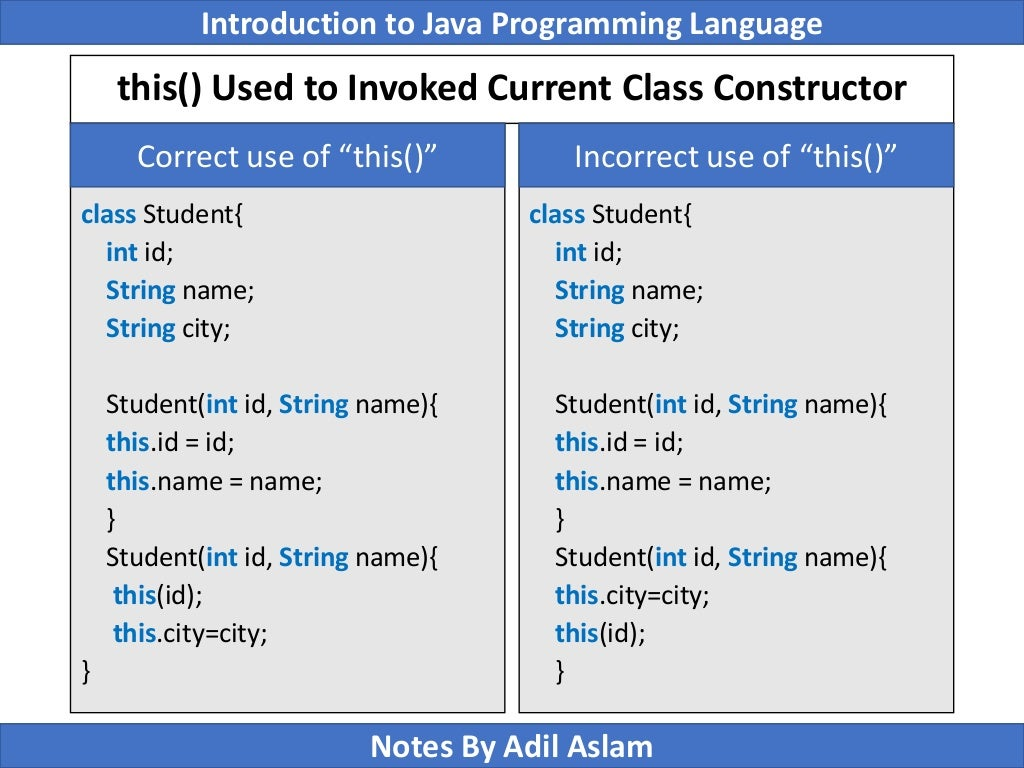 Introduction to Java Programming Language
this() Used to Invoked Current Class Constructor
Correct use of “this()”
class Student{
int id;
String name;
String city;
Student(int id, String name){
this.id = id;
this.name = name;
}
Student(int id, String name){
this(id);
this.city=city;
}
Incorrect use of “this()”
class Student{
int id;
String name;
String city;
Student(int id, String name){
this.id = id;
this.name = name;
}
Student(int id, String name){
this.city=city;
this(id);
}
Notes By Adil Aslam